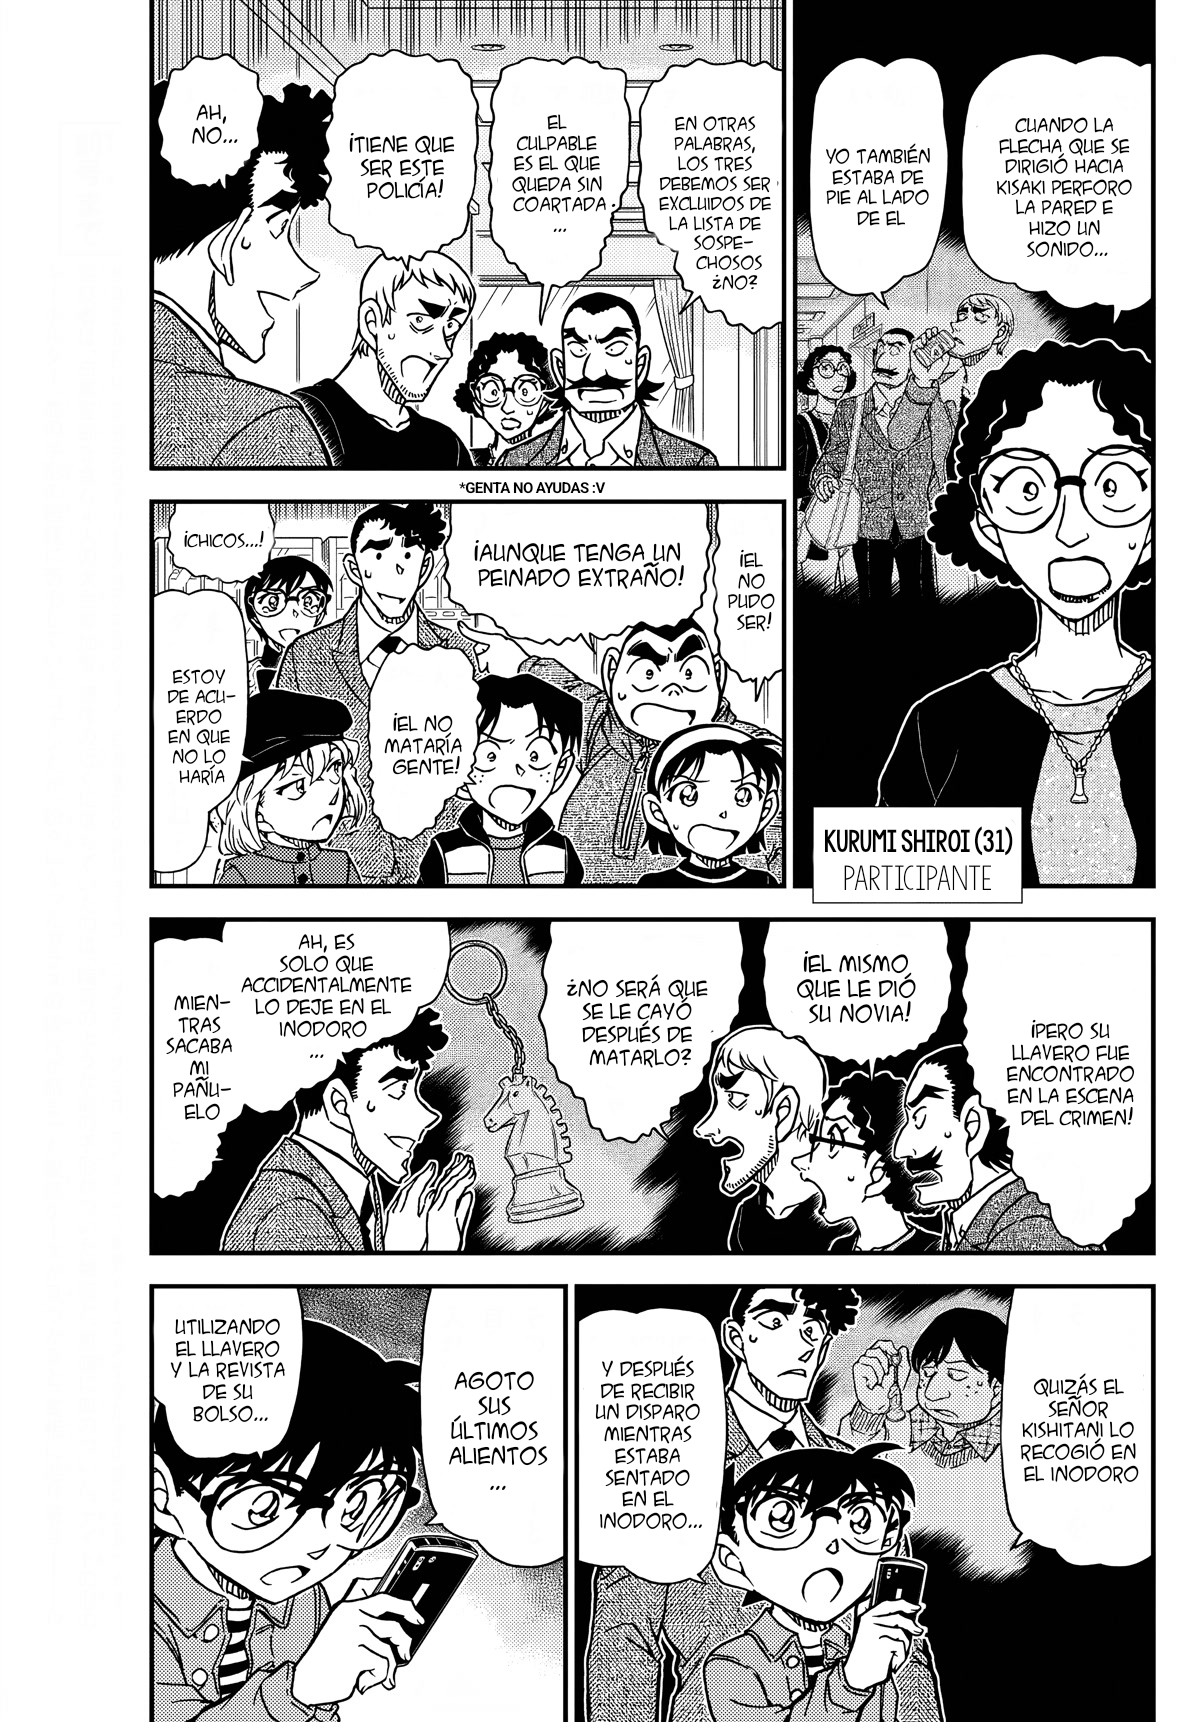 CUANDO LA
FLECHA QUE SE
DIRIGIÓ HACIA
KISAKI PERFORO
LA PARED E
HIZO UN
SONIDO...
YO TAMBIÉN
ESTABA DE
PIE AL LADO
DE EL
KURUMI SHIROI (31)
PARTICIPANTE
EN OTRAS
PALABRAS,
LOS TRES
DEBEMOS SER
EXCLUIDOS DE
LA LISTA DE
SOSPE-
CHOSOS
¿NO?
EL
CULPABLE
ES EL QUE
QUEDA SIN
COARTADA
...
¡TIENE QUE
SER ESTE
POLICÍA!
AH,
NO...
*GENTA NO AYUDAS :V
¡EL
NO
PUDO
SER!
¡AUNQUE TENGA UN
PEINADO EXTRAÑO!
¡EL NO
MATARÍA
GENTE!
¡CHICOS...!
ESTOY
DE ACU-
ERDO
EN QUE
NO LO
HARÍA
¡PERO SU
LLAVERO FUE
ENCONTRADO
EN LA ESCENA
DEL CRIMEN!
¡EL MISMO
QUE LE DIÓ
SU NOVIA!
¿NO SERÁ QUE
SE LE CAYÓ
DESPUÉS DE
MATARLO?
AH, ES
SOLO QUE
ACCIDENTALMENTE
LO DEJE EN EL
INODORO
...
MIEN-
TRAS
SACABA
MI
PAÑU-
ELO
QUIZÁS EL
SEÑOR
KISHITANI LO
RECOGIÓ EN
EL INODORO
Y DESPUÉS
DE RECIBIR
UN DISPARO
MIENTRAS
ESTABA
SENTADO
EN EL
INODORO...
AGOTO
SUS
ÚLTIMOS
ALIENTOS
...
UTILIZANDO
EL LLAVERO
Y LA REVISTA
DE SU
BOLSO...